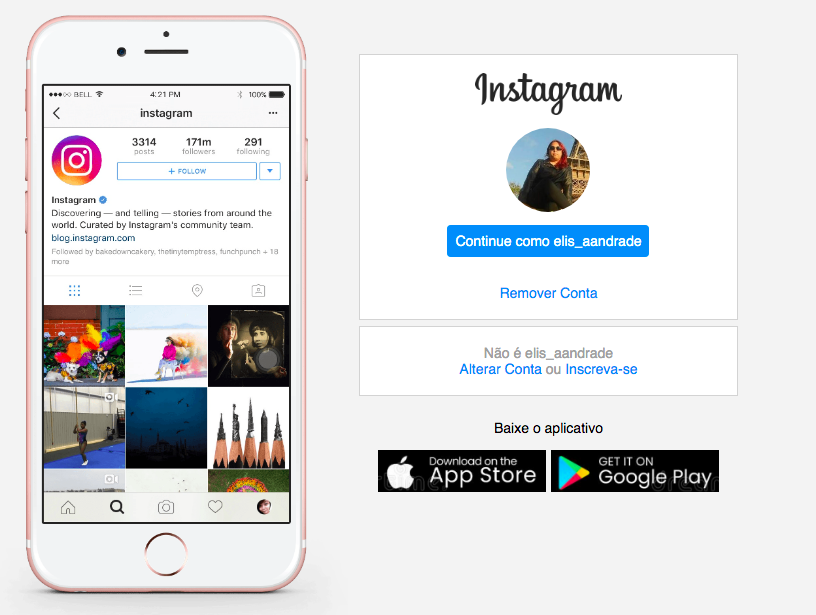 BELL
4:21 PM
100%
instagram
3314
posts
171m
followers
291
following
+ FOLLOW
Instagram
Discovering — and telling — stories from around the
world. Curated by Instagram's community team.
blog.instagram.com
Followed by bakedowncakery, thetinytemptress, funchpunch + 18
more
Instagram
Continue como elis_aandrade
Remover Conta
Não é elis_aandrade
Alterar Conta ou Inscreva-se
Baixe o aplicativo
Download on the
App Store
GET IT ON
Google Play